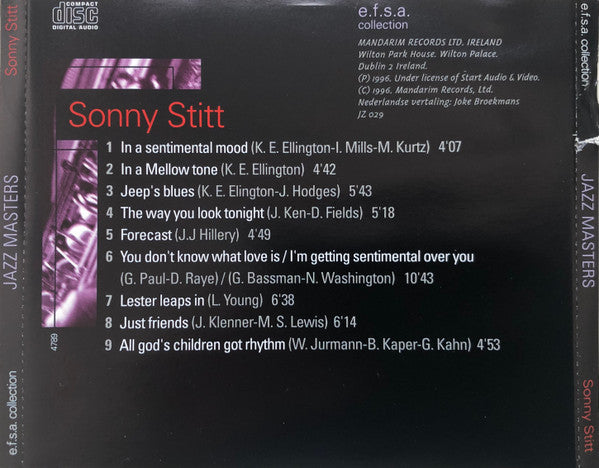 COMPACT
disc
DIGITAL AUDIO
e.f.s.a.
collection
MANDARIM RECORDS LTD. IRELAND
Wilton Park House. Wilton Palace.
Dublin 2 Ireland.
(P) 1996. Under license of Start Audio & Video.
(C) 1996. Mandarim Records, Ltd.
Nederlandse vertaling: Joke Broekmans
JZ 029
Sonny Stitt
1 In a sentimental mood (K. E. Ellington-I. Mills-M. Kurtz) 4'07
2 In a Mellow tone (K. E. Ellington) 4'42
3 Jeep's blues (K. E. Elington-J. Hodges) 5'43
4 The way you look tonight (J. Ken-D. Fields) 5'18
5 Forecast (J.J Hillery) 4'49
6 You don't know what love is / I'm getting sentimental over you
(G. Paul-D. Raye) / (G. Bassman-N. Washington) 10'43
7 Lester leaps in (L. Young) 6'38
8 Just friends (J. Klenner-M. S. Lewis) 6'14
9 All god's children got rhythm (W. Jurmann-B. Kaper-G. Kahn) 4'53
4789
Sonny Stitt
JAZZ MASTERS
e.f.s.a. collection
e.f.s.a. collection
JAZZ MASTERS
Sonny Stitt